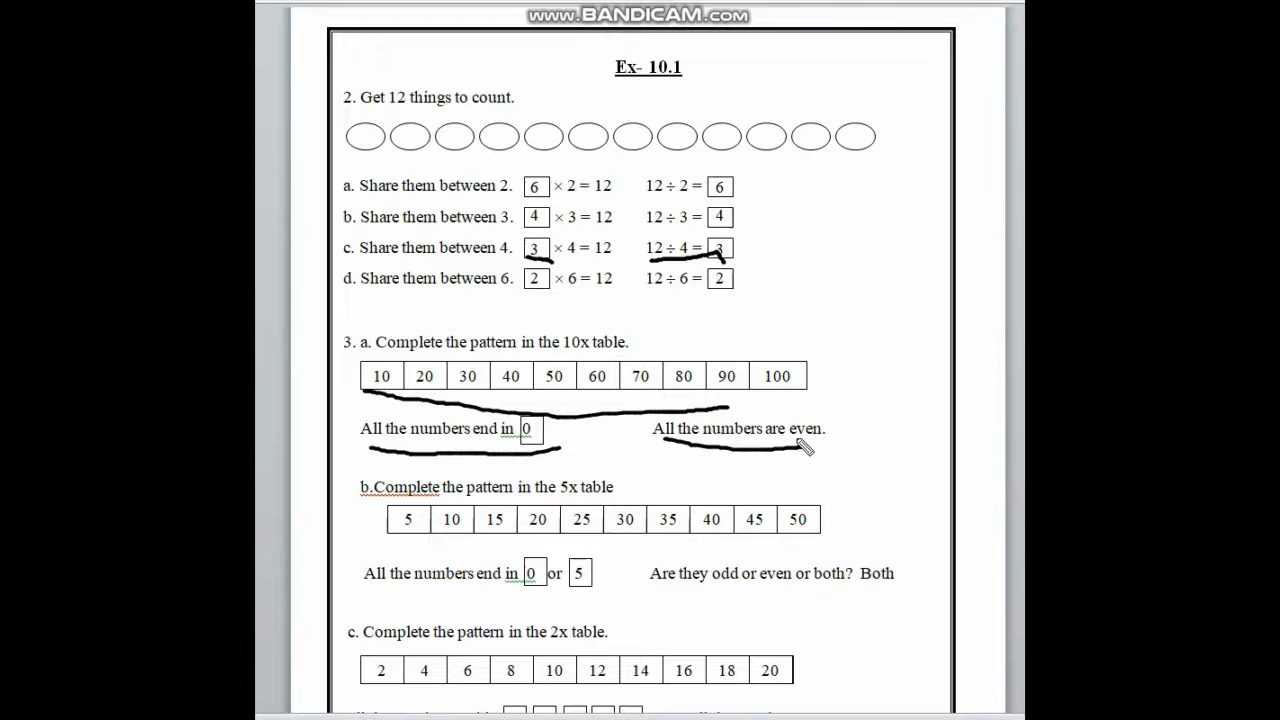 www.BANDICAM.com
Ex- 10.1
2. Get 12 things to count.
a. Share them between 2. 6 × 2 = 12 12 ÷ 2 = 6
b. Share them between 3. 4 × 3 = 12 12 ÷ 3 = 4
c. Share them between 4. 3 × 4 = 12 12 ÷ 4 = 3
d. Share them between 6. 2 × 6 = 12 12 ÷ 6 = 2
3. a. Complete the pattern in the 10x table.
10 20 30 40 50 60 70 80 90 100
All the numbers end in 0 All the numbers are even.
b.Complete the pattern in the 5x table
5 10 15 20 25 30 35 40 45 50
All the numbers end in 0 or 5 Are they odd or even or both? Both
c. Complete the pattern in the 2x table.
2 4 6 8 10 12 14 16 18 20